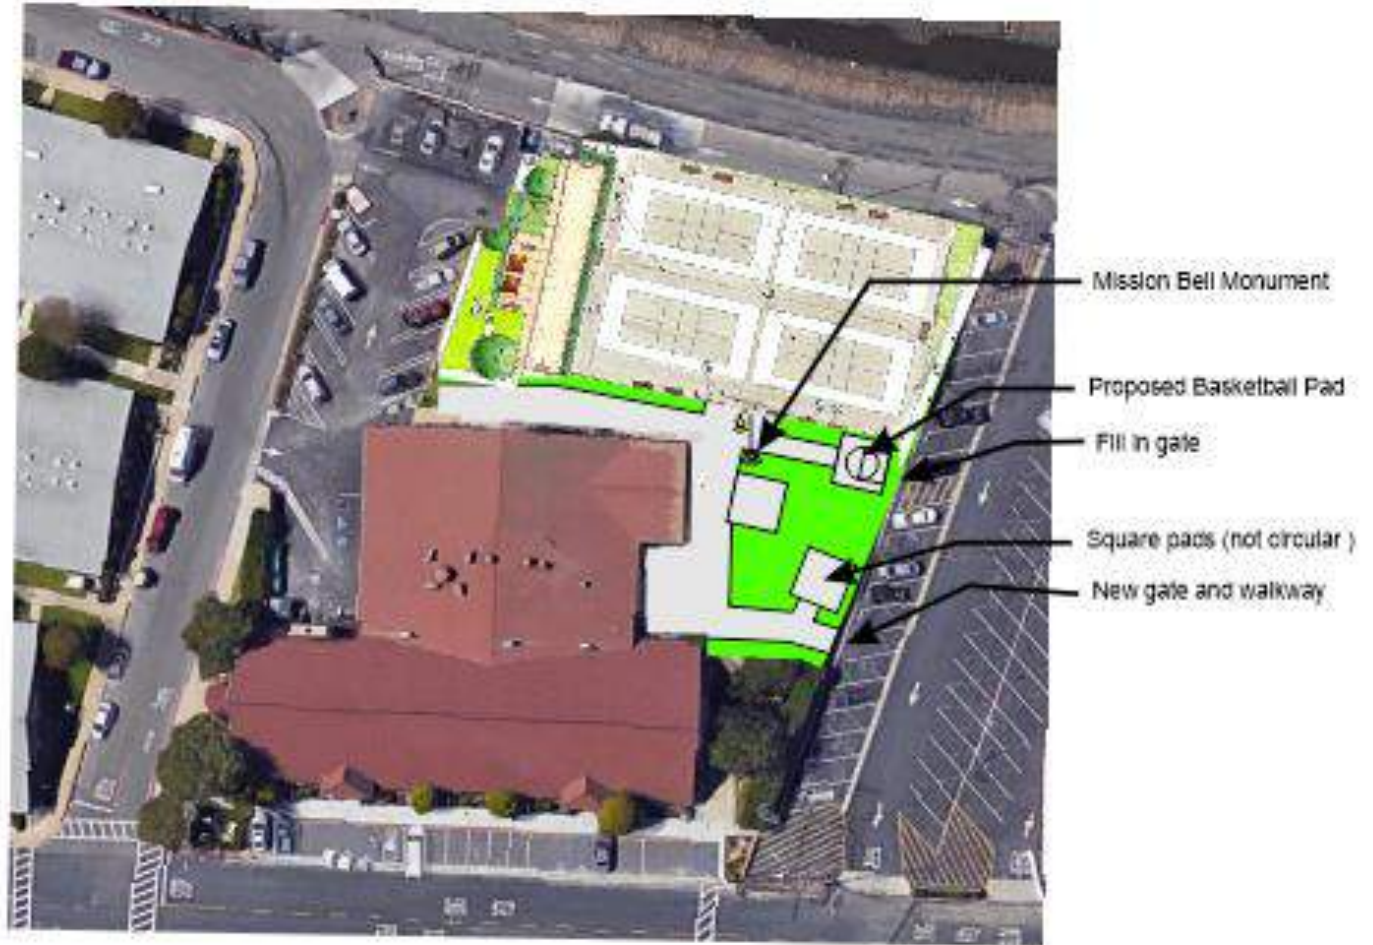 Mission Bell Monument
Proposed Basketball Pad
Fill in gate
Square pads (not circular )
New gate and walkway